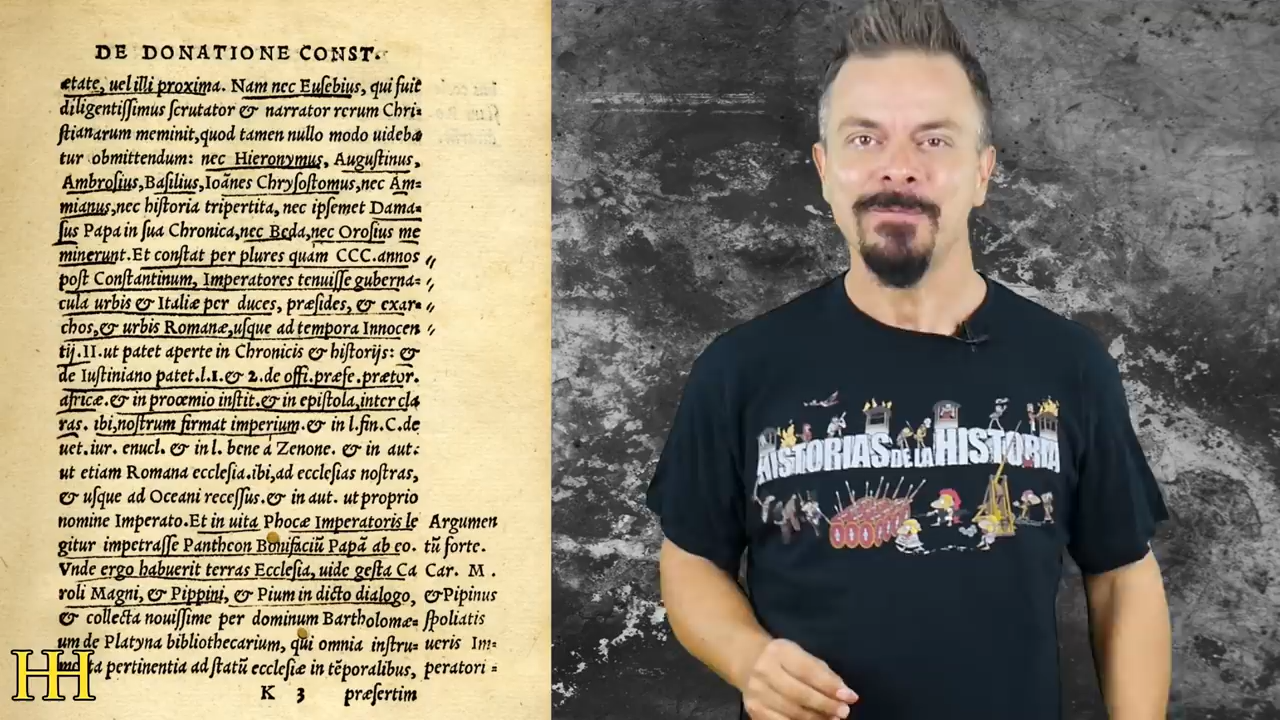 DE DONATIONE CONST.
ætate, uel illi proxima. Nam nec Euſebius, qui fuit
diligentiſſimus ſcrutator & narrator rerum Chri-
ſtianarum meminit, quod tamen nullo modo uideba
tur obmittendum: nec Hieronymus, Auguſtinus,
Ambroſius, Baſilius, Ioānes Chryſoſtomus, nec Am-
mianus, nec hiſtoria tripertita, nec ipſemet Dama-
ſus Papa in ſua Chronica, nec Beda, nec Oroſius me
minerunt. Et conſtat per plures quàm CCC. annos
poſt Conſtantinum, Imperatores tenuiſſe guberna-
cula urbis & Italiæ per duces, præſides, & exar-
chos, & urbis Romanæ, uſque ad tempora Innocen
tij. II. ut patet aperte in Chronicis & hiſtorijs: &
de Iuſtiniano patet. l. 1. & 2. de offi. præfe. prætor.
africæ. & in procemio inſtit. & in epiſtola, inter cla
ras. ibi, noſtrum firmat imperium. & in l. fin. C. de
uet. iur. enucl. & in l. bene à Zenone. & in aut:
ut etiam Romana eccleſia. ibi, ad eccleſias noſtras,
& uſque ad Oceani receſſus. & in aut. ut proprio
nomine Imperato. Et in uita Phocæ Imperatoris le
gitur impetraſſe Pantheon Bonifaciū Papā ab eo.
Vnde ergo habuerit terras Eccleſia, uide geſta Ca
roli Magni, & Pippini, & Pium in dicto dialogo,
& collecta nouiſſime per dominum Bartholomæ-
um de Platyna bibliothecarium, qui omnia inſtru-
ta pertinentia ad ſtatū eccleſiæ in tēporalibus,
K 3 præſertim
Argumen
tū forte.
Car. M.
& Pipinus
ſpoliatis
ueris Im-
peratori-
HH
HISTORIAS DE LA HISTORIA